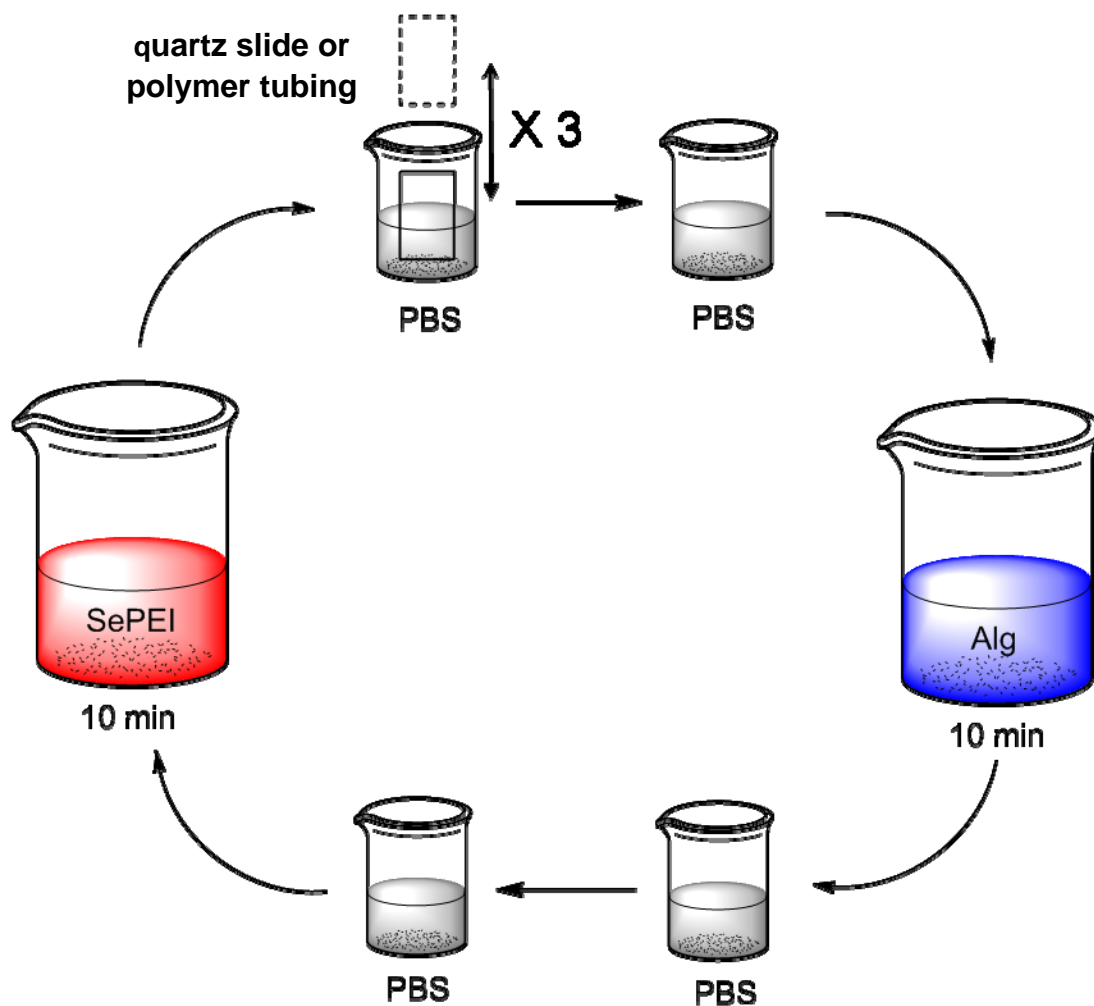 quartz slide or
polymer tubing
X 3
PBS
PBS
SePEI
Alg
10 min
10 min
PBS
PBS